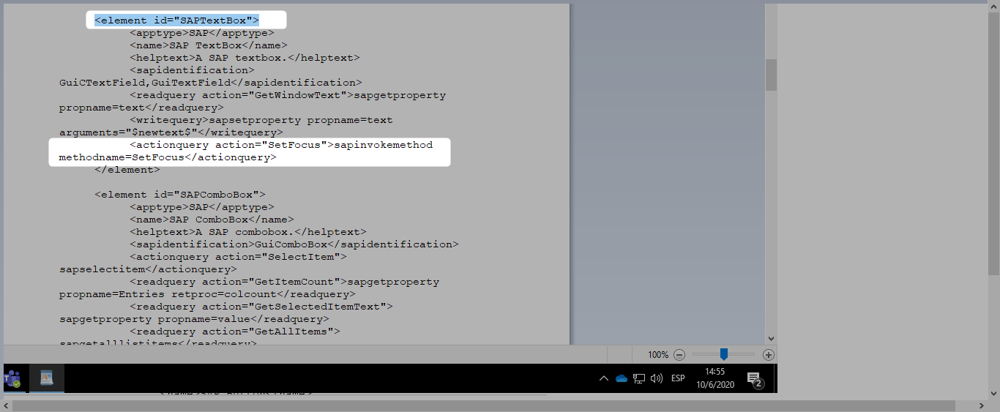 <element id="SAPTextBox">
<apptype>SAP</apptype>
<name>SAP TextBox</name>
<helptext>A SAP textbox.</helptext>
<sapidentification>
GuiCTextField,GuiTextField</sapidentification>
<readquery action="GetWindowText">sapgetproperty
propname=text</readquery>
<writequery>sapsetproperty propname=text
arguments="$newtext$"</writequery>
<actionquery action="SetFocus">sapinvokemethod
methodname=SetFocus</actionquery>
</element>
<element id="SAPComboBox">
<apptype>SAP</apptype>
<name>SAP ComboBox</name>
<helptext>A SAP combobox.</helptext>
<sapidentification>GuiComboBox</sapidentification>
<actionquery action="SelectItem">
sapselectitem</actionquery>
<readquery action="GetItemCount">sapgetproperty
propname=Entries retproc=colcount</readquery>
<readquery action="GetSelectedItemText">
sapgetproperty propname=value</readquery>
<readquery action="GetAllItems">
sapgetalllistitems</readquery>
100%
T
ESP
14:55
10/6/2020
2